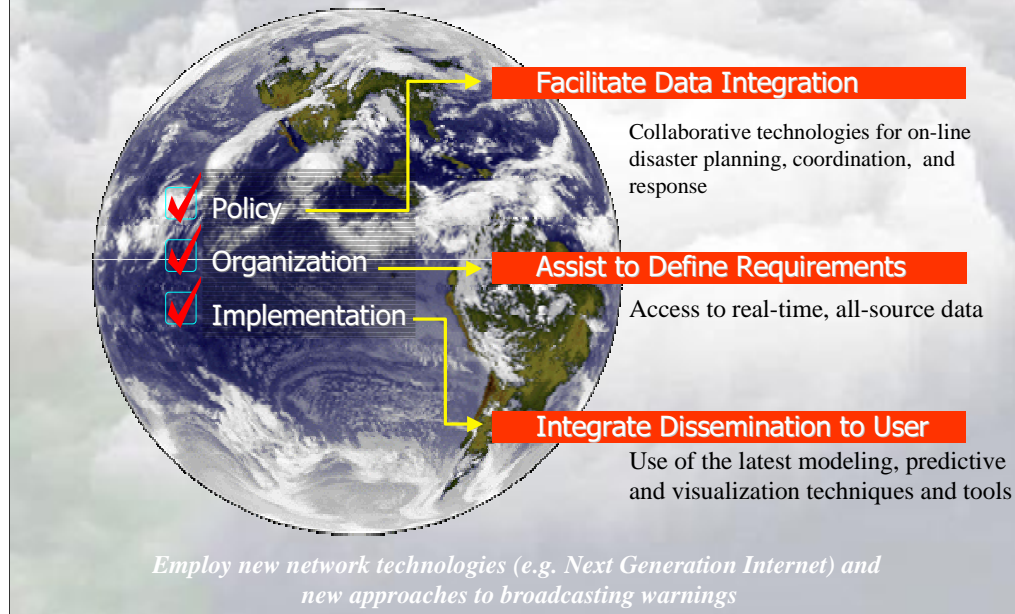 Facilitate Data Integration
Collaborative technologies for on-line
disaster planning, coordination, and
response
Policy
Organization
Implementation
Assist to Define Requirements
Access to real-time, all-source data
Integrate Dissemination to User
Use of the latest modeling, predictive
and visualization techniques and tools
Employ new network technologies (e.g. Next Generation Internet) and
new approaches to broadcasting warnings